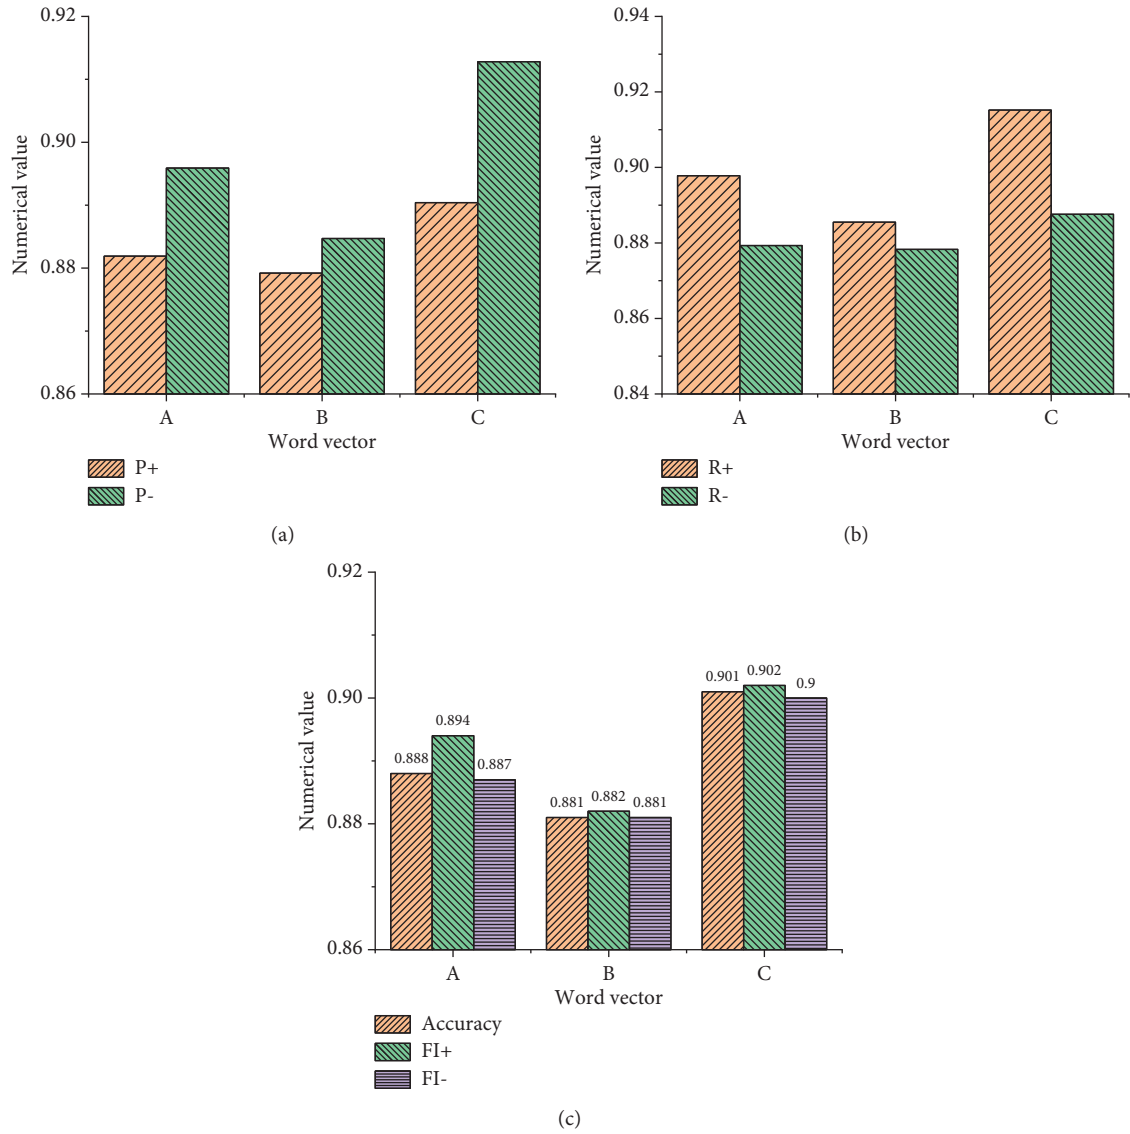 0.92
0.90
0.88
0.86
Numerical value
A B C
Word vector
P+
P-
(a)
0.94
0.92
0.90
0.88
0.86
0.84
Numerical value
A B C
Word vector
R+
R-
(b)
0.92
0.90
0.88
0.86
Numerical value
0.888 0.894 0.887
0.881 0.882 0.881
0.901 0.902 0.9
A B C
Word vector
Accuracy
FI+
FI-
(c)